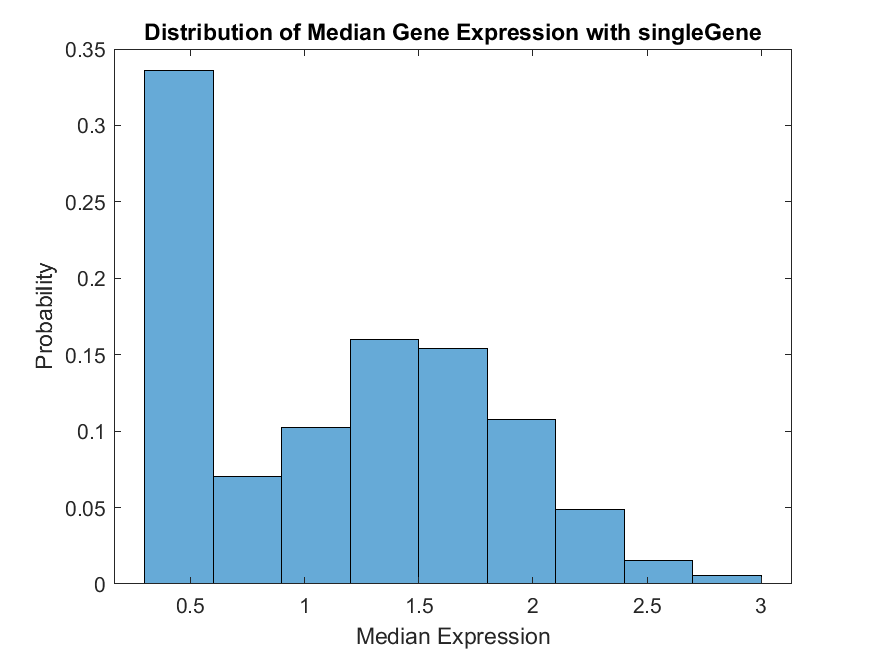 Distribution of Median Gene Expression with singleGene
0.35
0.3
0.25
0.2
0.15
0.1
0.05
0
Probability
0.5 1 1.5 2 2.5 3
Median Expression